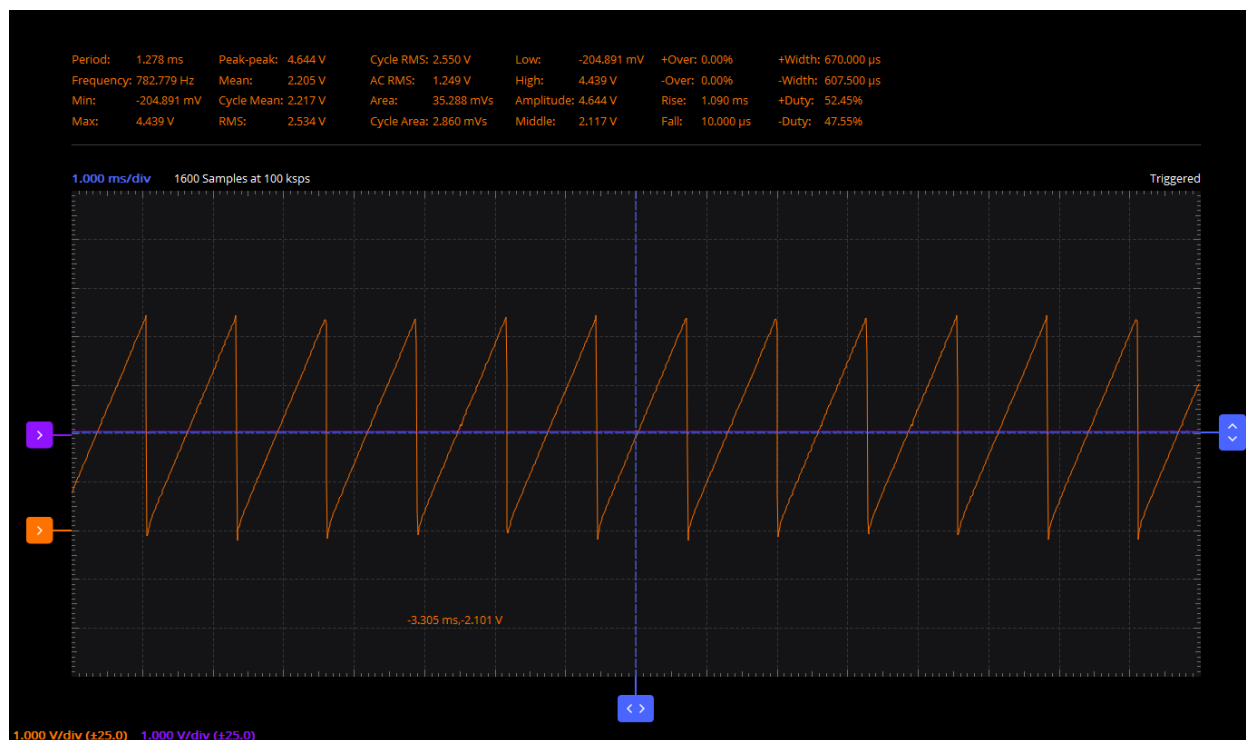 Period: 1.278 ms Peak-peak: 4.644 V Cycle RMS: 2.550 V Low: -204.891 mV +Over: 0.00% +Width: 670.000 µs
Frequency: 782.779 Hz Mean: 2.205 V AC RMS: 1.249 V High: 4.439 V -Over: 0.00% -Width: 607.500 µs
Min: -204.891 mV Cycle Mean: 2.217 V Area: 35.288 mVs Amplitude: 4.644 V Rise: 1.090 ms +Duty: 52.45%
Max: 4.439 V RMS: 2.534 V Cycle Area: 2.860 mVs Middle: 2.117 V Fall: 10.000 µs -Duty: 47.55%
1.000 ms/div 1600 Samples at 100 ksps Triggered
-3.305 ms,-2.101 V
1.000 V/div (±25.0) 1.000 V/div (±25.0)